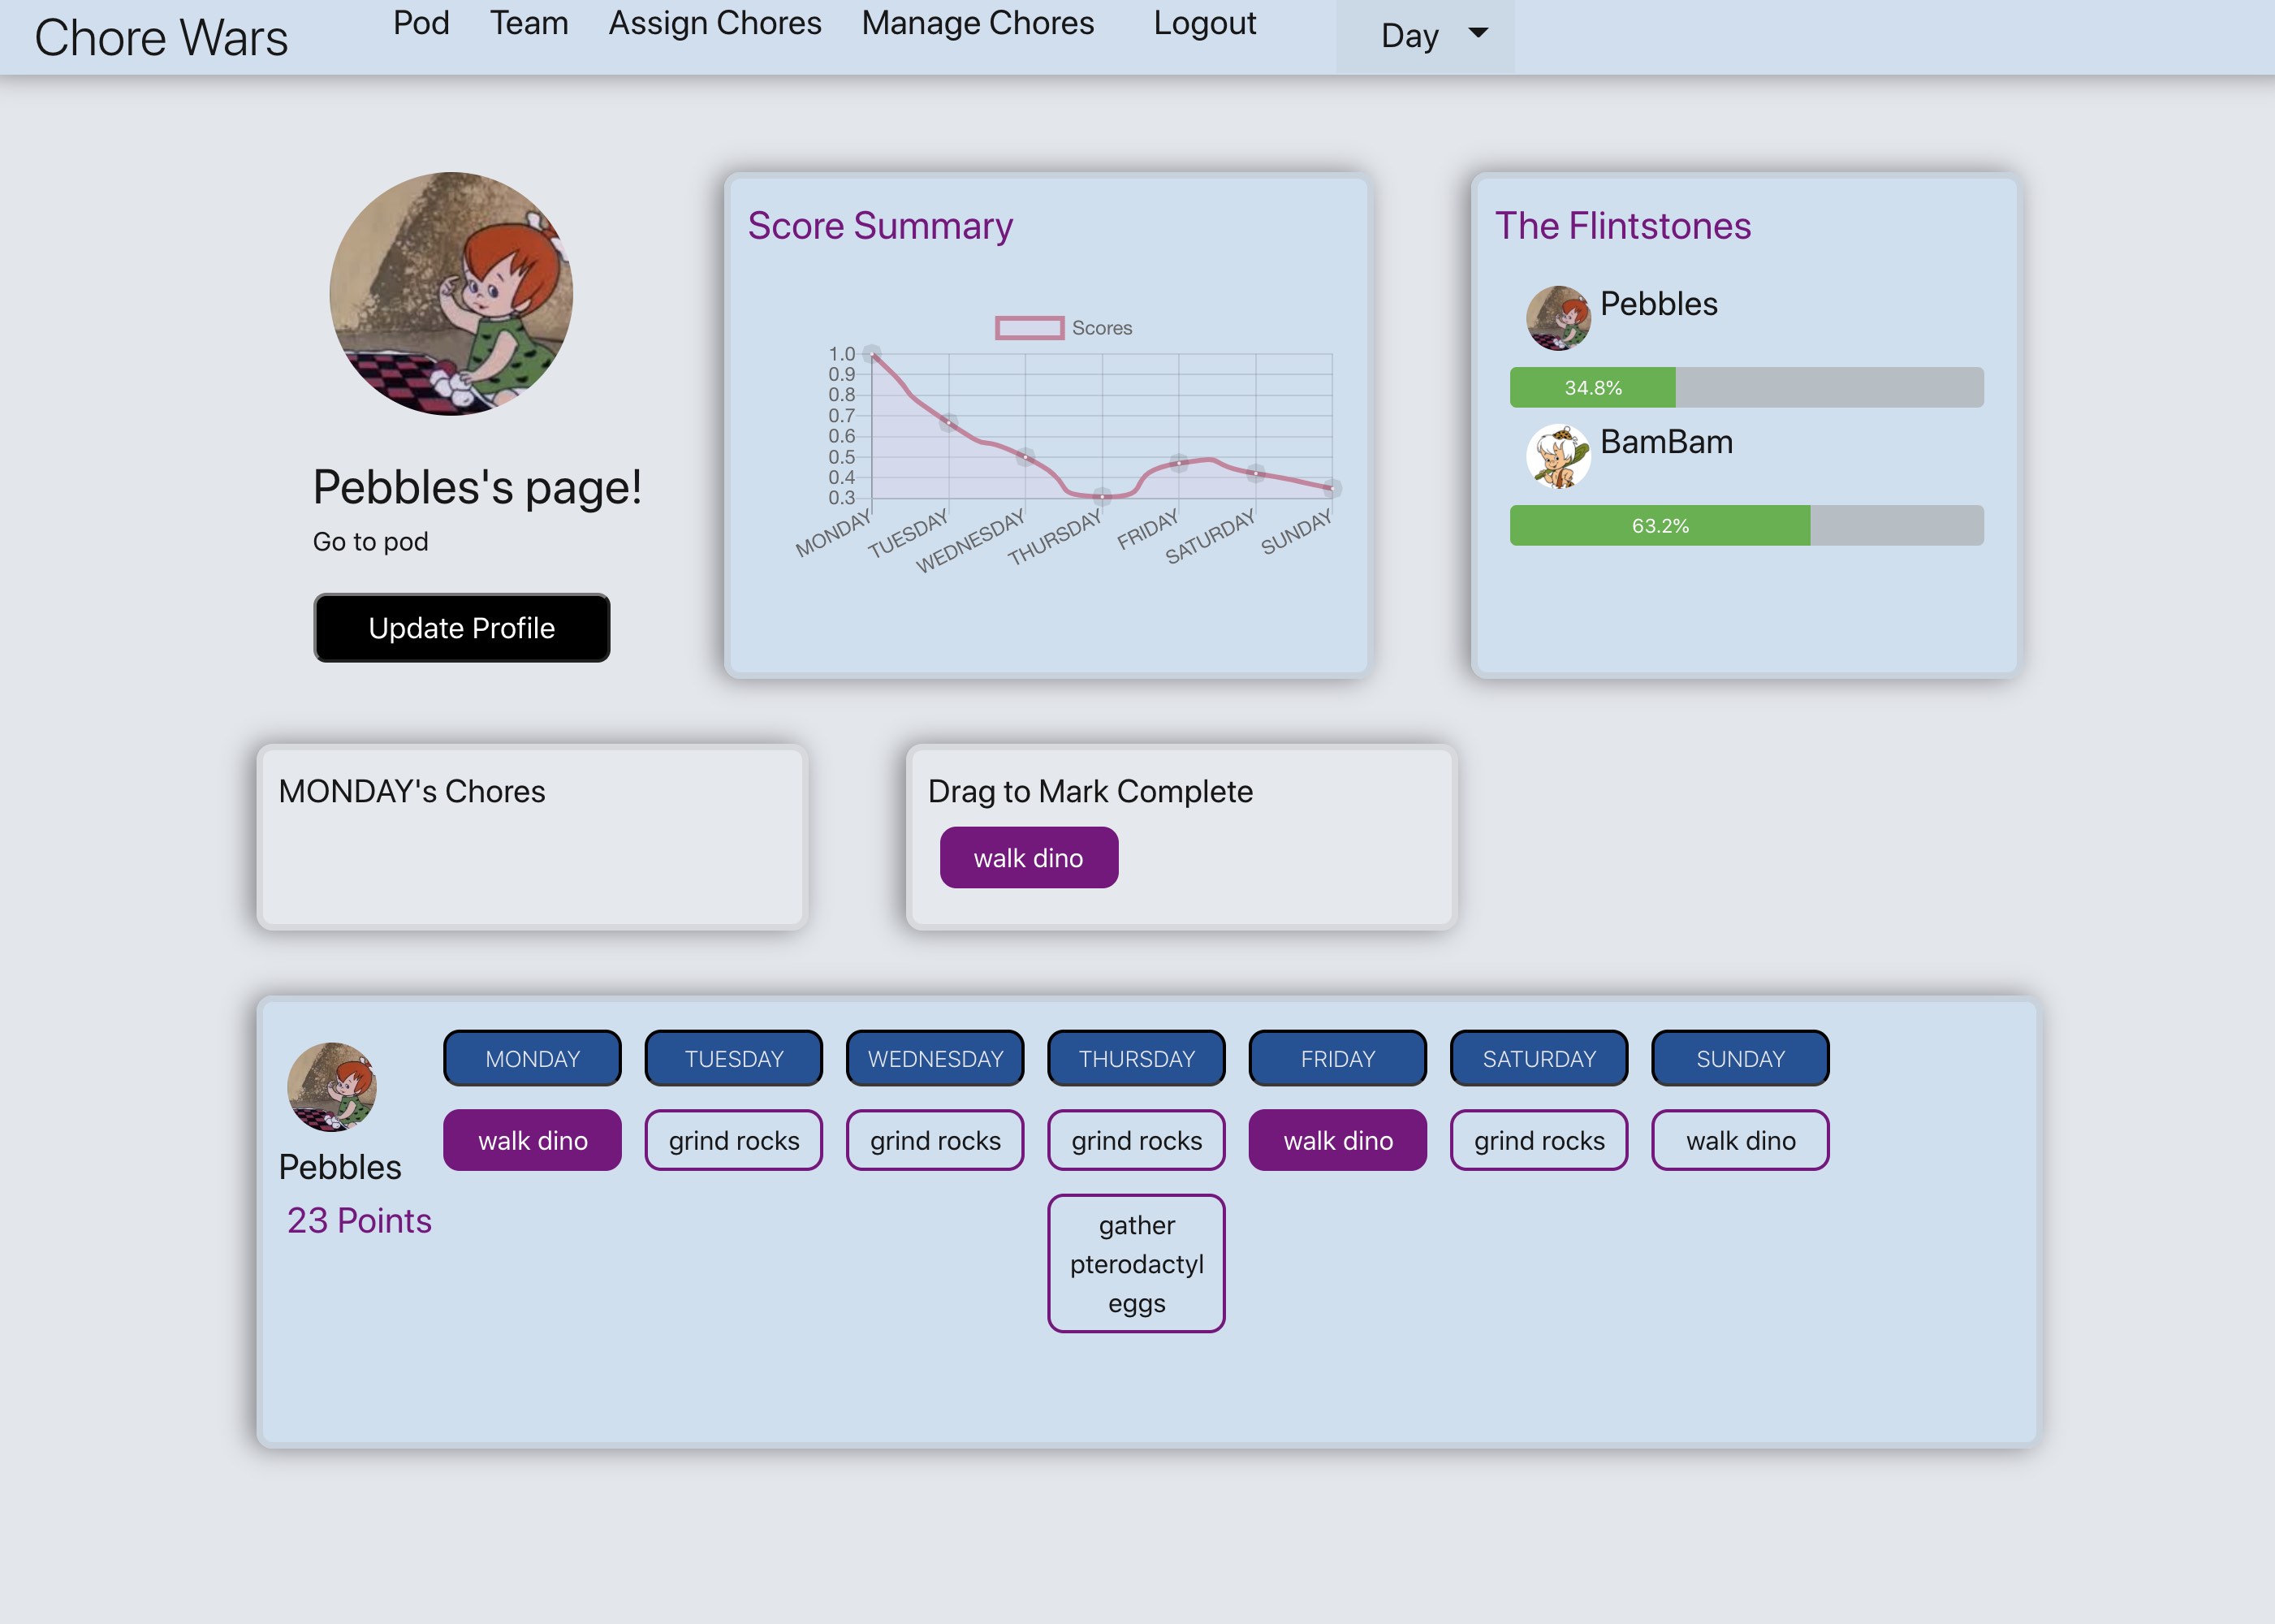 Chore Wars
Pod
Team
Assign Chores
Manage Chores
Logout
Day
Pebbles's page!
Go to pod
Update Profile
Score Summary
Scores
1.0
0.9
0.8
0.7
0.6
0.5
0.4
0.3
MONDAY
TUESDAY
WEDNESDAY
THURSDAY
FRIDAY
SATURDAY
SUNDAY
The Flintstones
Pebbles
34.8%
BamBam
63.2%
MONDAY's Chores
Drag to Mark Complete
walk dino
Pebbles
23 Points
MONDAY
TUESDAY
WEDNESDAY
THURSDAY
FRIDAY
SATURDAY
SUNDAY
walk dino
grind rocks
grind rocks
grind rocks
walk dino
grind rocks
walk dino
gather
pterodactyl
eggs